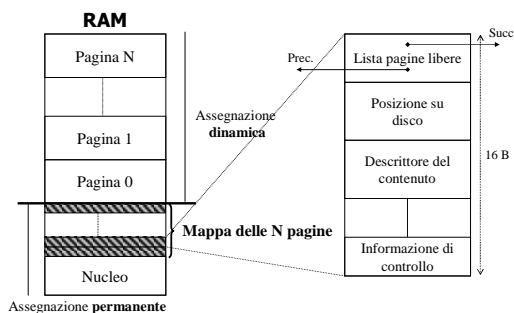 RAM
Pagina N
Pagina 1
Pagina 0
Nucleo
Assegnazione
dinamica
Mappa delle N pagine
Assegnazione permanente
Succ
Prec.
Lista pagine libere
Posizione su
disco
Descrittore del
contenuto
Informazione di
controllo
16 B